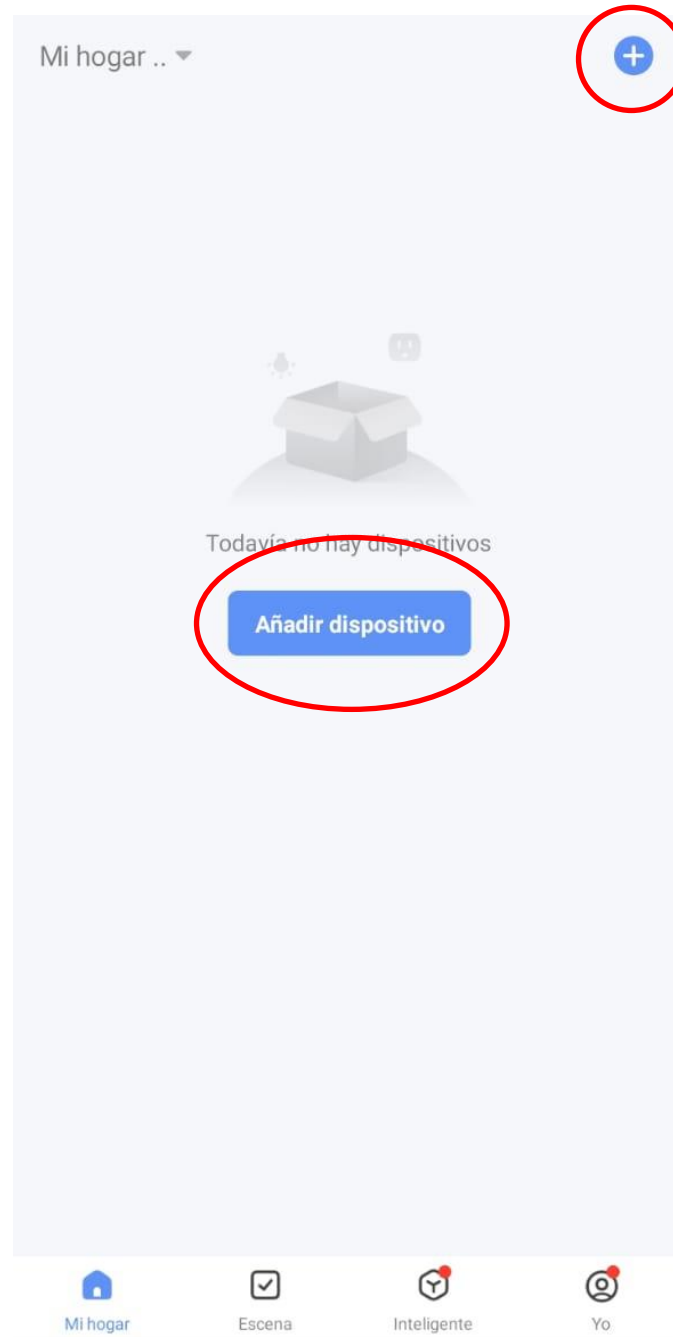 Mi hogar ..
Todavía no hay dispositivos
Añadir dispositivo
Mi hogar
Escena
Inteligente
Yo